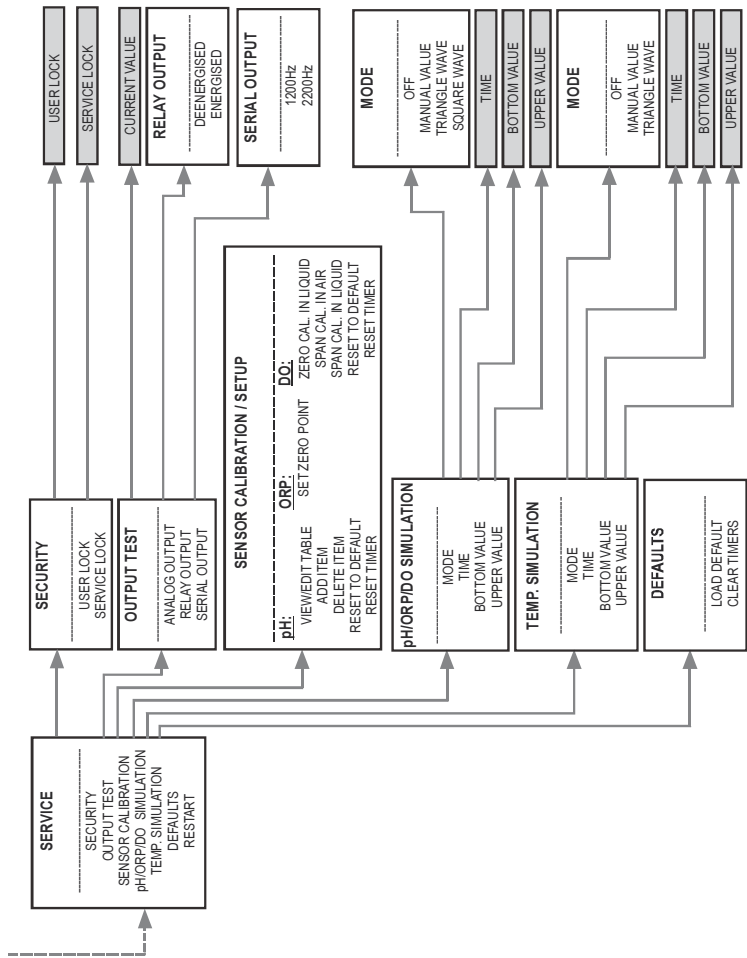 SERVICE
SECURITY
OUTPUT TEST
SENSOR CALIBRATION
pH/ORP/DO SIMULATION
TEMP. SIMULATION
DEFAULTS
RESTART
SECURITY
USER LOCK
SERVICE LOCK
OUTPUT TEST
ANALOG OUTPUT
RELAY OUTPUT
SERIAL OUTPUT
SENSOR CALIBRATION / SETUP
pH:
VIEW/EDIT TABLE
ADD ITEM
DELETE ITEM
RESET TO DEFAULT
RESET TIMER
ORP:
SET ZERO POINT
DO:
ZERO CAL. IN LIQUID
SPAN CAL. IN AIR
SPAN CAL. IN LIQUID
RESET TO DEFAULT
RESET TIMER
pH/ORP/DO SIMULATION
MODE
TIME
BOTTOM VALUE
UPPER VALUE
TEMP. SIMULATION
MODE
TIME
BOTTOM VALUE
UPPER VALUE
DEFAULTS
LOAD DEFAULT
CLEAR TIMERS
USER LOCK
SERVICE LOCK
CURRENT VALUE
RELAY OUTPUT
DEENERGISED
ENERGISED
SERIAL OUTPUT
1200Hz
2200Hz
MODE
OFF
MANUAL VALUE
TRIANGLE WAVE
SQUARE WAVE
TIME
BOTTOM VALUE
UPPER VALUE
MODE
OFF
MANUAL VALUE
TRIANGLE WAVE
TIME
BOTTOM VALUE
UPPER VALUE